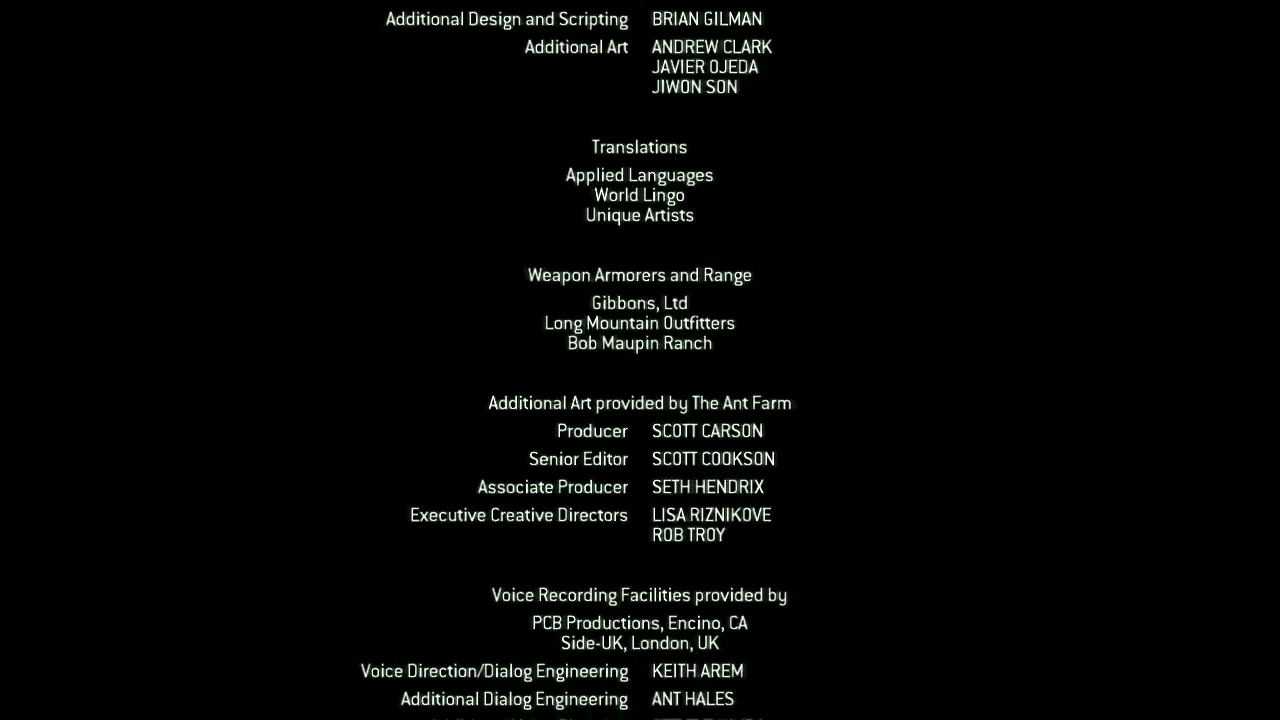 Additional Design and Scripting BRIAN GILMAN
Additional Art ANDREW CLARK
JAVIER OJEDA
JIWON SON
Translations
Applied Languages
World Lingo
Unique Artists
Weapon Armorers and Range
Gibbons, Ltd
Long Mountain Outfitters
Bob Maupin Ranch
Additional Art provided by The Ant Farm
Producer SCOTT CARSON
Senior Editor SCOTT COOKSON
Associate Producer SETH HENDRIX
Executive Creative Directors LISA RIZNIKOVE
ROB TROY
Voice Recording Facilities provided by
PCB Productions, Encino, CA
Side-UK, London, UK
Voice Direction/Dialog Engineering KEITH AREM
Additional Dialog Engineering ANT HALES